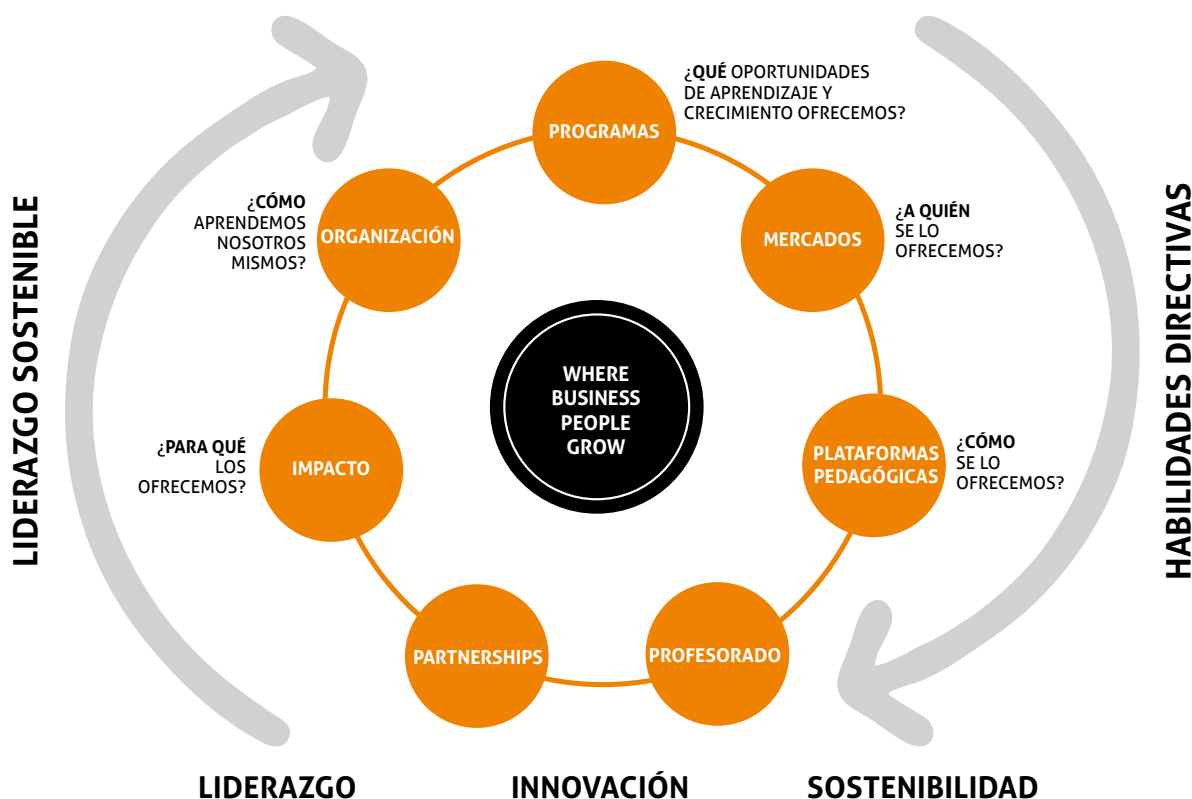 ¿QUÉ OPORTUNIDADES
DE APRENDIZAJE Y
CRECIMIENTO OFRECEMOS?
PROGRAMAS
¿CÓMO
APRENDEMOS
NOSOTROS
MISMOS?
ORGANIZACIÓN
MERCADOS
¿A QUIÉN
SE LO
OFRECEMOS?
LIDERAZGO SOSTENIBLE
HABILIDADES DIRECTIVAS
WHERE
BUSINESS
PEOPLE
GROW
¿PARA QUÉ
LOS
OFRECEMOS?
IMPACTO
PLATAFORMAS
PEDAGÓGICAS
¿CÓMO
SE LO
OFRECEMOS?
PARTNERSHIPS
PROFESORADO
LIDERAZGO
INNOVACIÓN
SOSTENIBILIDAD